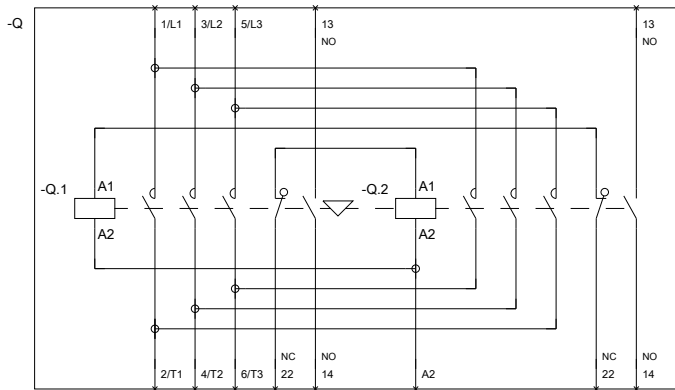 -Q 1/L1 3/L2 5/L3 13 13
NO NO
-Q.1 A1 -Q.2 A1
A2 A2
NC NO NC NO
2/T1 4/T2 6/T3 22 14 A2 22 14